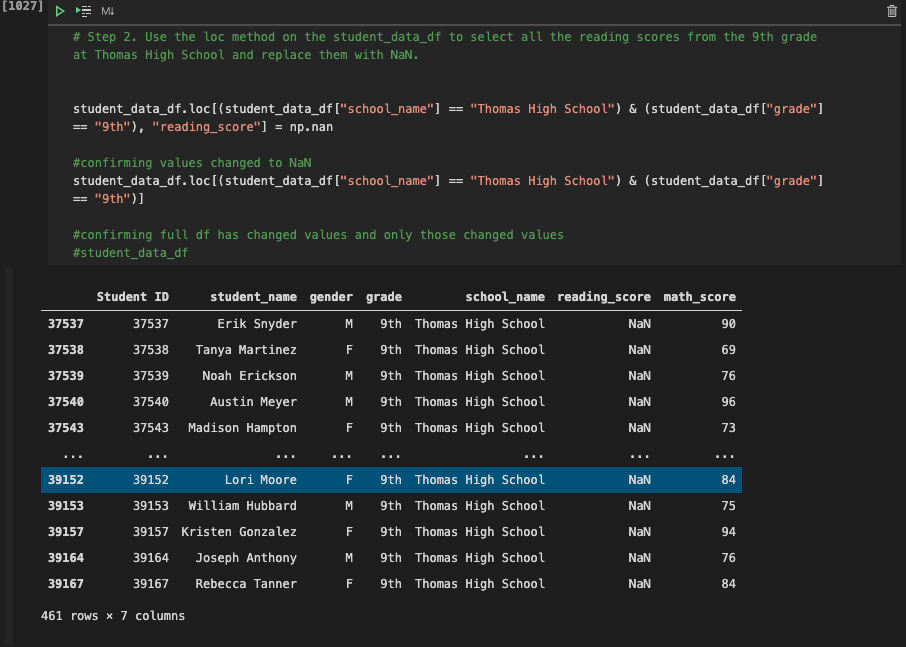 [1027]
M↓
# Step 2. Use the loc method on the student_data_df to select all the reading scores from the 9th grade
at Thomas High School and replace them with NaN.
student_data_df.loc[(student_data_df["school_name"] == "Thomas High School") & (student_data_df["grade"]
== "9th"), "reading_score"] = np.nan
#confirming values changed to NaN
student_data_df.loc[(student_data_df["school_name"] == "Thomas High School") & (student_data_df["grade"]
== "9th")]
#confirming full df has changed values and only those changed values
#student_data_df
Student ID student_name gender grade school_name reading_score math_score
37537 37537 Erik Snyder M 9th Thomas High School NaN 90
37538 37538 Tanya Martinez F 9th Thomas High School NaN 69
37539 37539 Noah Erickson M 9th Thomas High School NaN 76
37540 37540 Austin Meyer M 9th Thomas High School NaN 96
37543 37543 Madison Hampton F 9th Thomas High School NaN 73
... ... ... ... ... ... ... ...
39152 39152 Lori Moore F 9th Thomas High School NaN 84
39153 39153 William Hubbard M 9th Thomas High School NaN 75
39157 39157 Kristen Gonzalez F 9th Thomas High School NaN 94
39164 39164 Joseph Anthony M 9th Thomas High School NaN 76
39167 39167 Rebecca Tanner F 9th Thomas High School NaN 84
461 rows × 7 columns